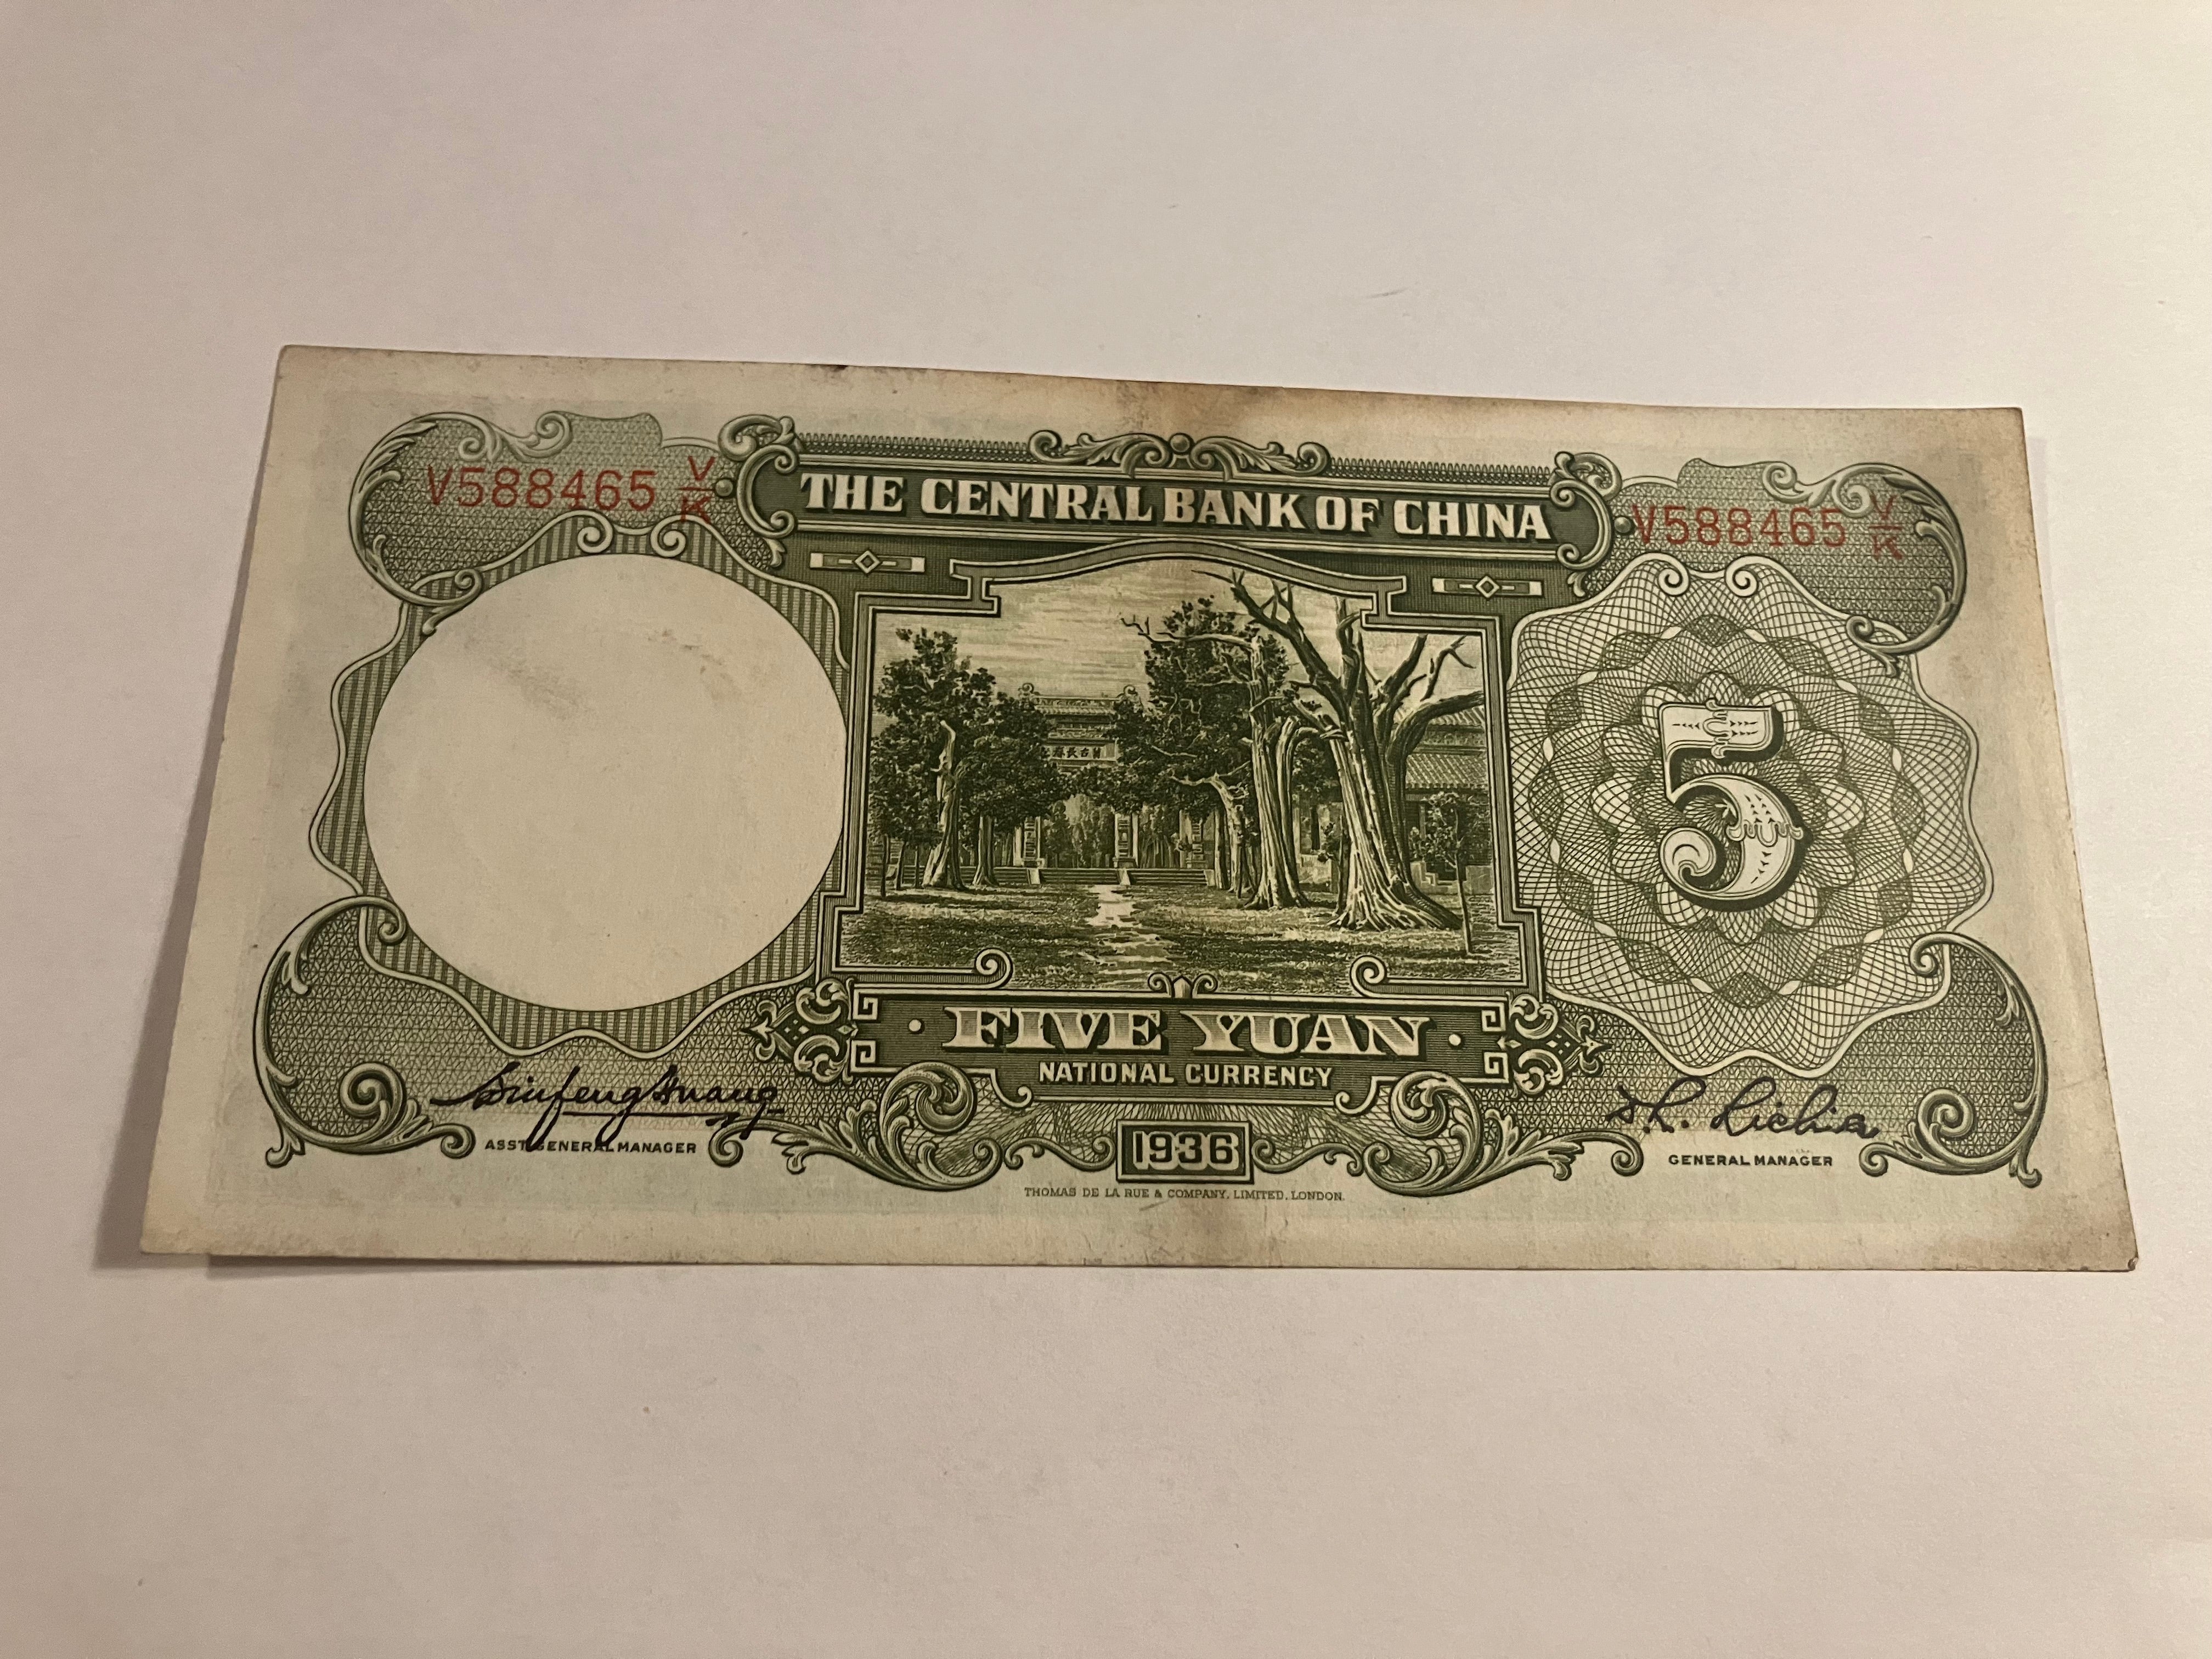 V588465 V/K
THE CENTRAL BANK OF CHINA
V588465 V/K
5
FIVE YUAN
NATIONAL CURRENCY
ASST GENERAL MANAGER
1936
GENERAL MANAGER
THOMAS DE LA RUE & COMPANY, LIMITED, LONDON.